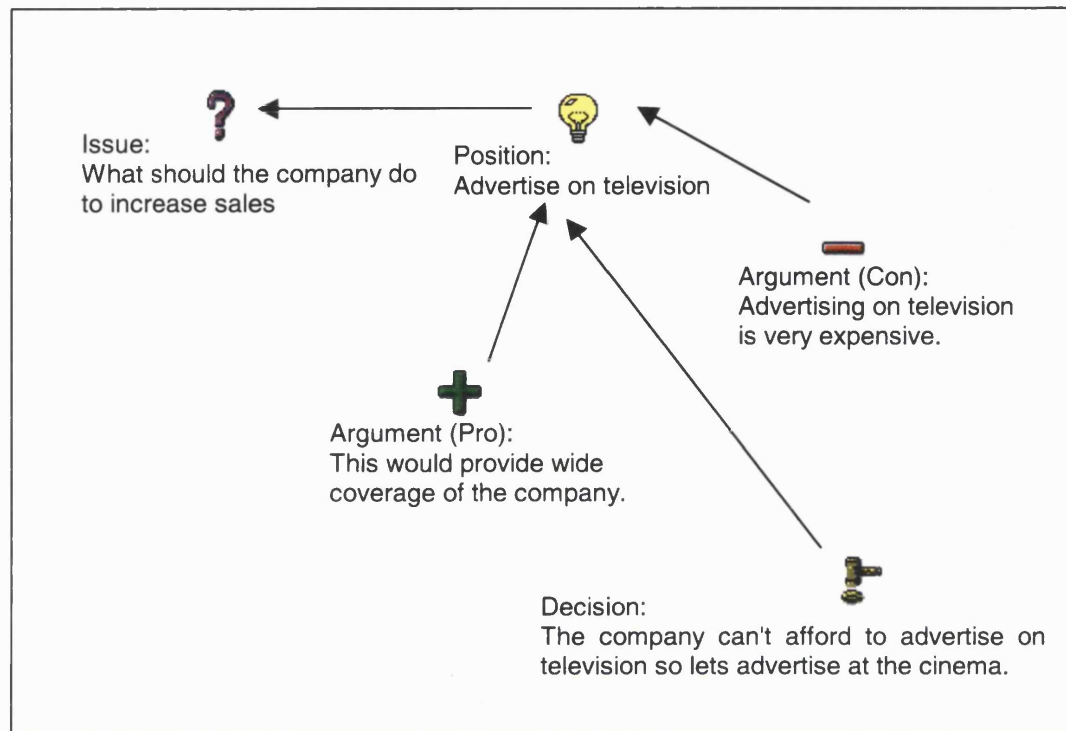 Issue:
What should the company do
to increase sales
Position:
Advertise on television
Argument (Con):
Advertising on television
is very expensive.
Argument (Pro):
This would provide wide
coverage of the company.
Decision:
The company can't afford to advertise on
television so lets advertise at the cinema.